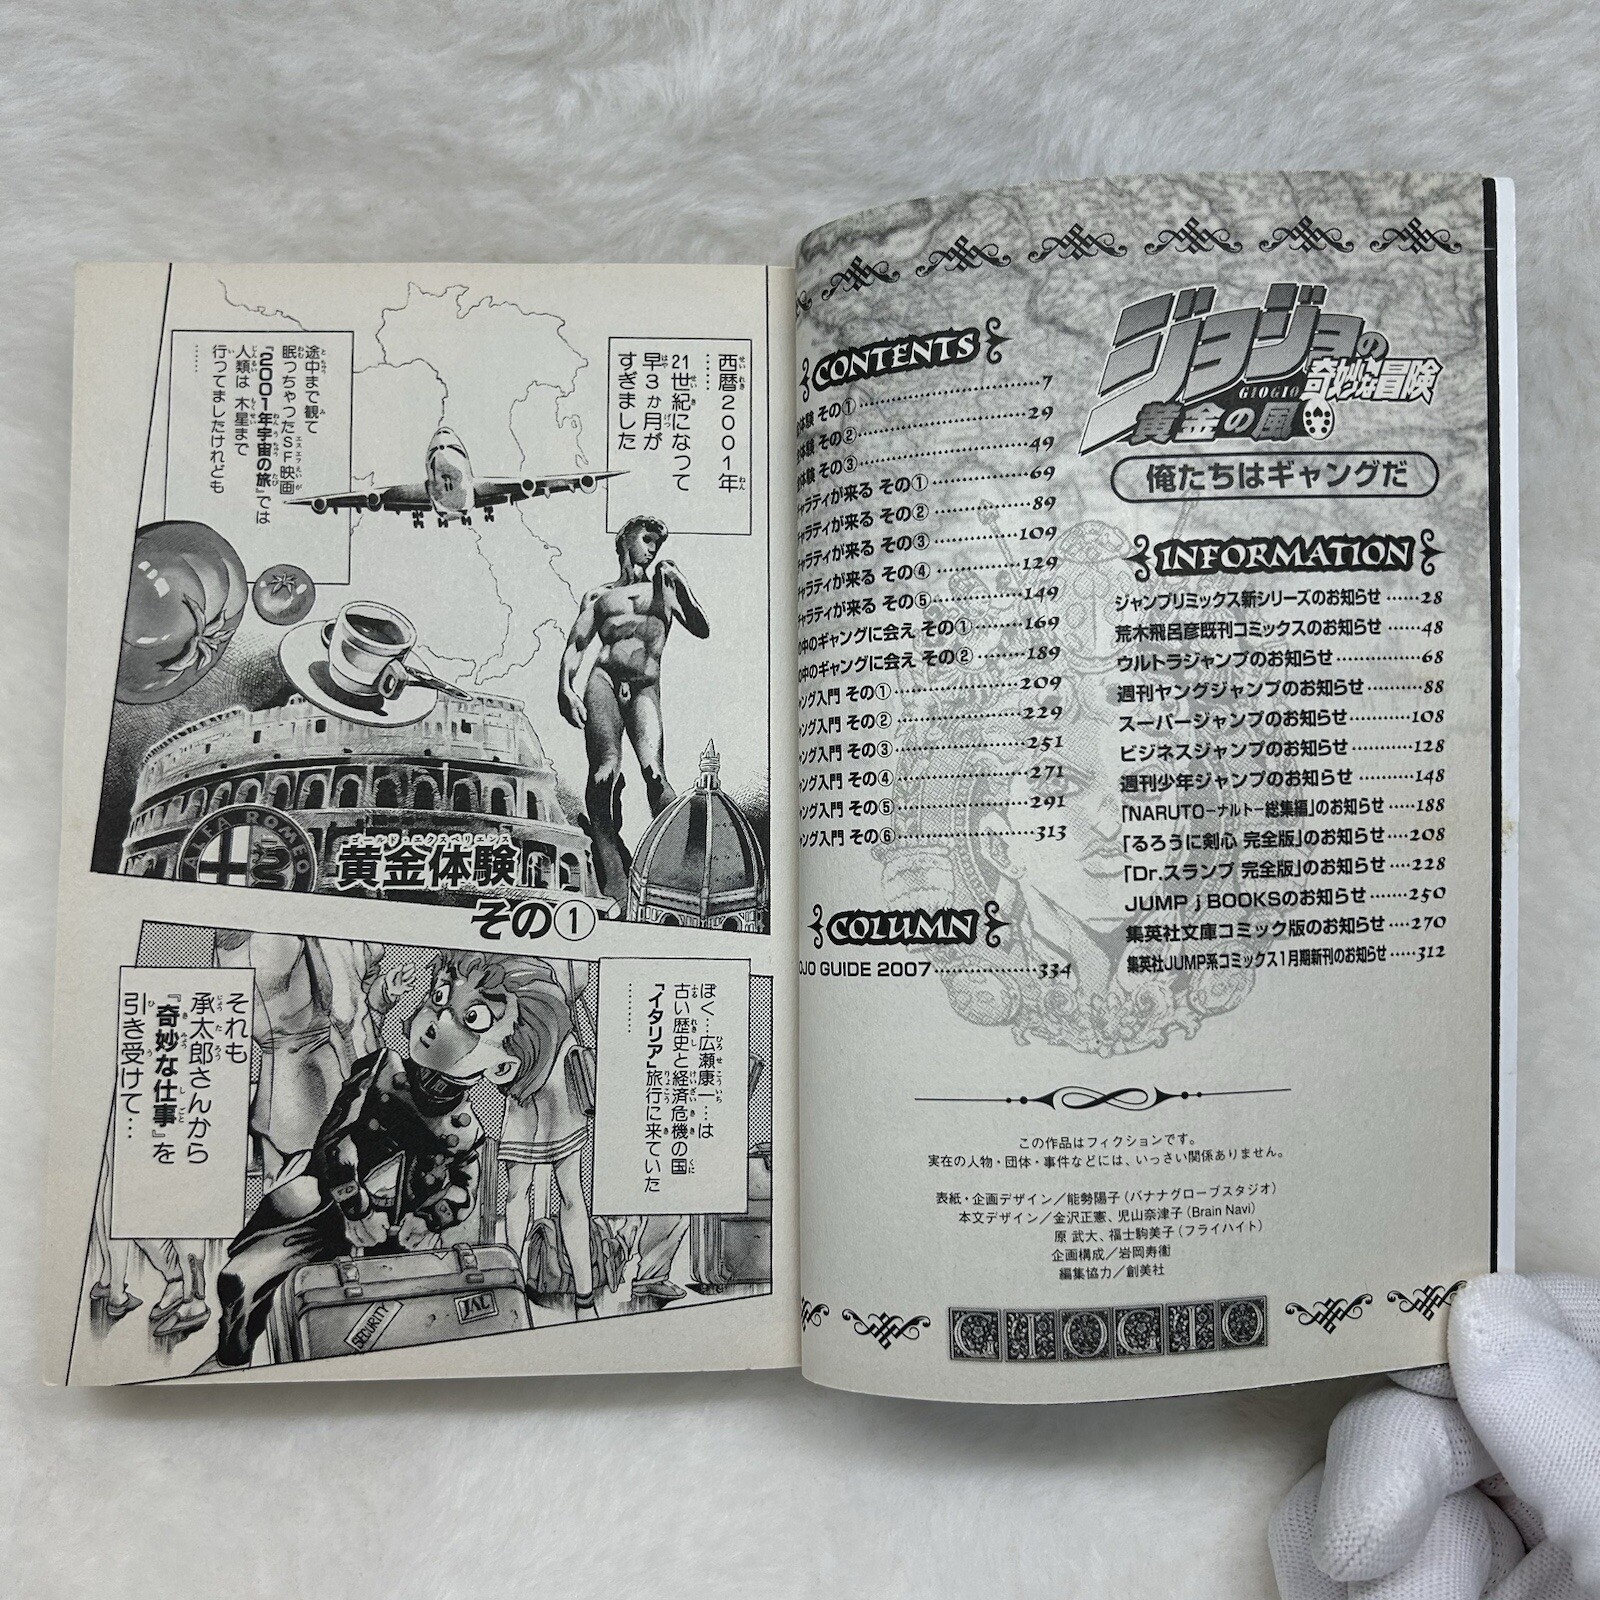 ジョジョの
奇妙な冒険
GIOGIO
黄金の風
俺たちはギャングだ
CONTENTS
体験 その①……7
体験 その②……29
体験 その③……49
ャラティが来る その①……69
ャラティが来る その②……89
ャラティが来る その③……109
ャラティが来る その④……129
ャラティが来る その⑤……149
の中のギャングに会え その①……169
の中のギャングに会え その②……189
ング入門 その①……209
ング入門 その②……229
ング入門 その③……251
ング入門 その④……271
ング入門 その⑤……291
ング入門 その⑥……313
COLUMN
OJO GUIDE 2007……334
INFORMATION
ジャンプリミックス新シリーズのお知らせ……28
荒木飛呂彦既刊コミックスのお知らせ……48
ウルトラジャンプのお知らせ……68
週刊ヤングジャンプのお知らせ……88
スーパージャンプのお知らせ……108
ビジネスジャンプのお知らせ……128
週刊少年ジャンプのお知らせ……148
「NARUTO－ナルト－総集編」のお知らせ……188
「るろうに剣心 完全版」のお知らせ……208
「Dr.スランプ 完全版」のお知らせ……228
JUMP j BOOKSのお知らせ……250
集英社文庫コミック版のお知らせ……270
集英社JUMP系コミックス1月期新刊のお知らせ……312
この作品はフィクションです。
実在の人物・団体・事件などには、いっさい関係ありません。
表紙・企画デザイン／能勢陽子（バナナグローブスタジオ）
本文デザイン／金沢正憲、児山奈津子（Brain Navi）
原 武大、福士駒美子（フライハイト）
企画構成／岩岡寿衞
編集協力／創美社
GIOGIO
西暦2001年
……
21世紀になって
早3ヵ月が
すぎました
途中まで観て
眠っちゃったSF映画
『2001年宇宙の旅』では
人類は 木星まで
行ってましたけれども
……
ALFA ROMEO
ゴールド・エクスペリエンス
黄金体験
その①
ぼく…広瀬康一…は
古い歴史と経済危機の国
「イタリア」旅行に来ていた
………
それも
承太郎さんから
『奇妙な仕事』を
引き受けて…
SECURITY
JAL